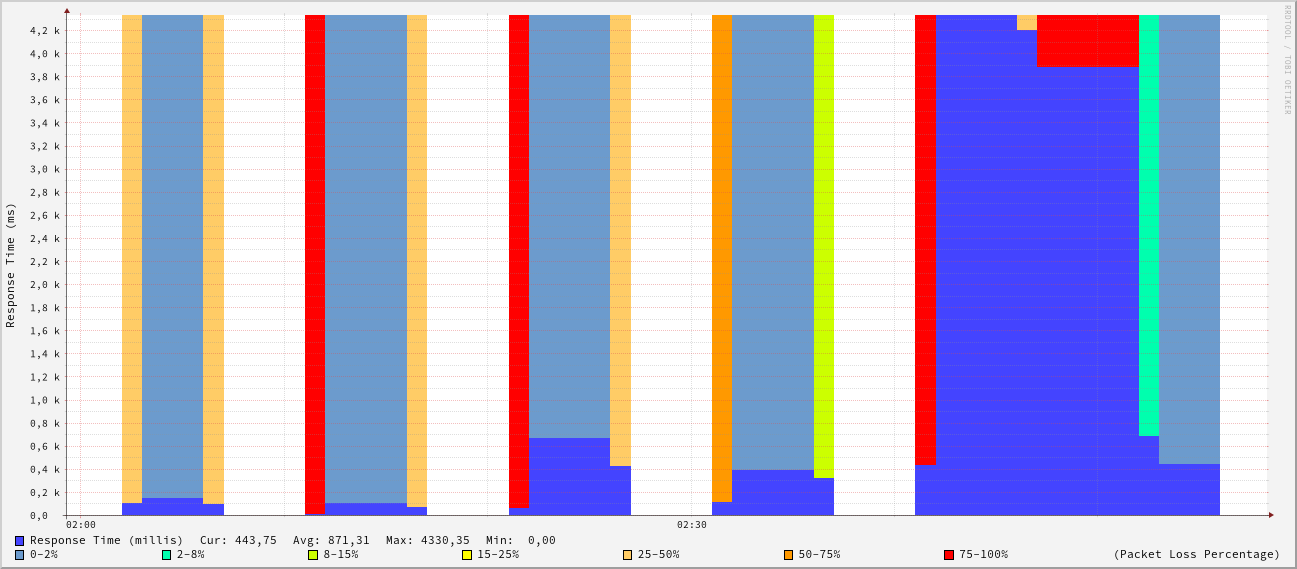 RRDTOOL / TOBI OETIKER
Response Time (ms)
4,2 k
4,0 k
3,8 k
3,6 k
3,4 k
3,2 k
3,0 k
2,8 k
2,6 k
2,4 k
2,2 k
2,0 k
1,8 k
1,6 k
1,4 k
1,2 k
1,0 k
0,8 k
0,6 k
0,4 k
0,2 k
0,0
02:00 02:30
Response Time (millis) Cur: 443,75 Avg: 871,31 Max: 4330,35 Min: 0,00
0-2% 2-8% 8-15% 15-25% 25-50% 50-75% 75-100% (Packet Loss Percentage)